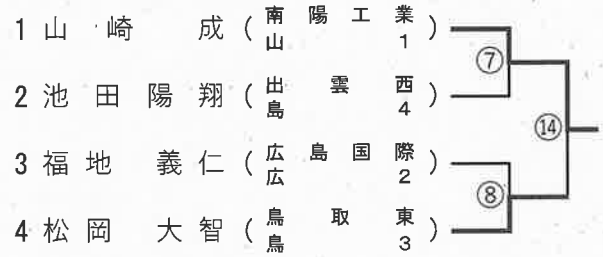 1 山崎 成 (南陽工業 山1)
⑦
2 池田陽翔 (出雲西 島4)
⑭
3 福地義仁 (広島国際 広2)
⑧
4 松岡大智 (鳥取東 鳥3)